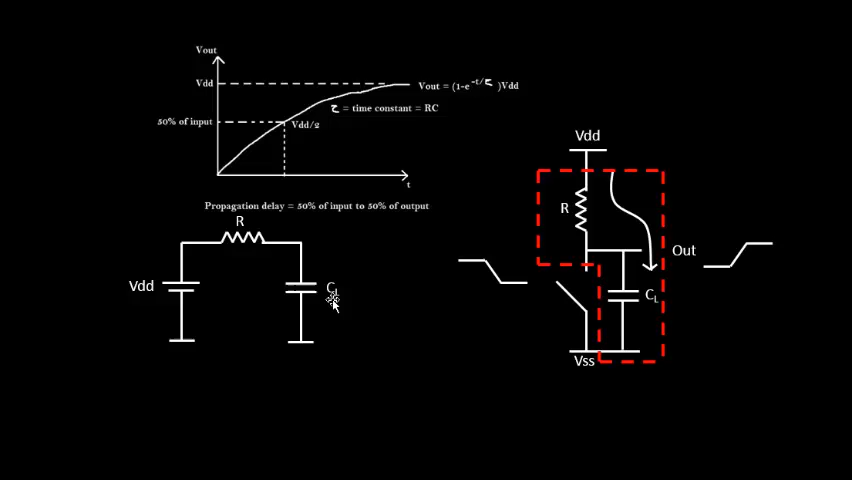 Vout
Vdd
Vout = (1-e^-t/τ)Vdd
τ = time constant = RC
50% of input
Vdd/2
t
Propagation delay = 50% of input to 50% of output
R
Vdd
CL
Vdd
R
Out
CL
Vss